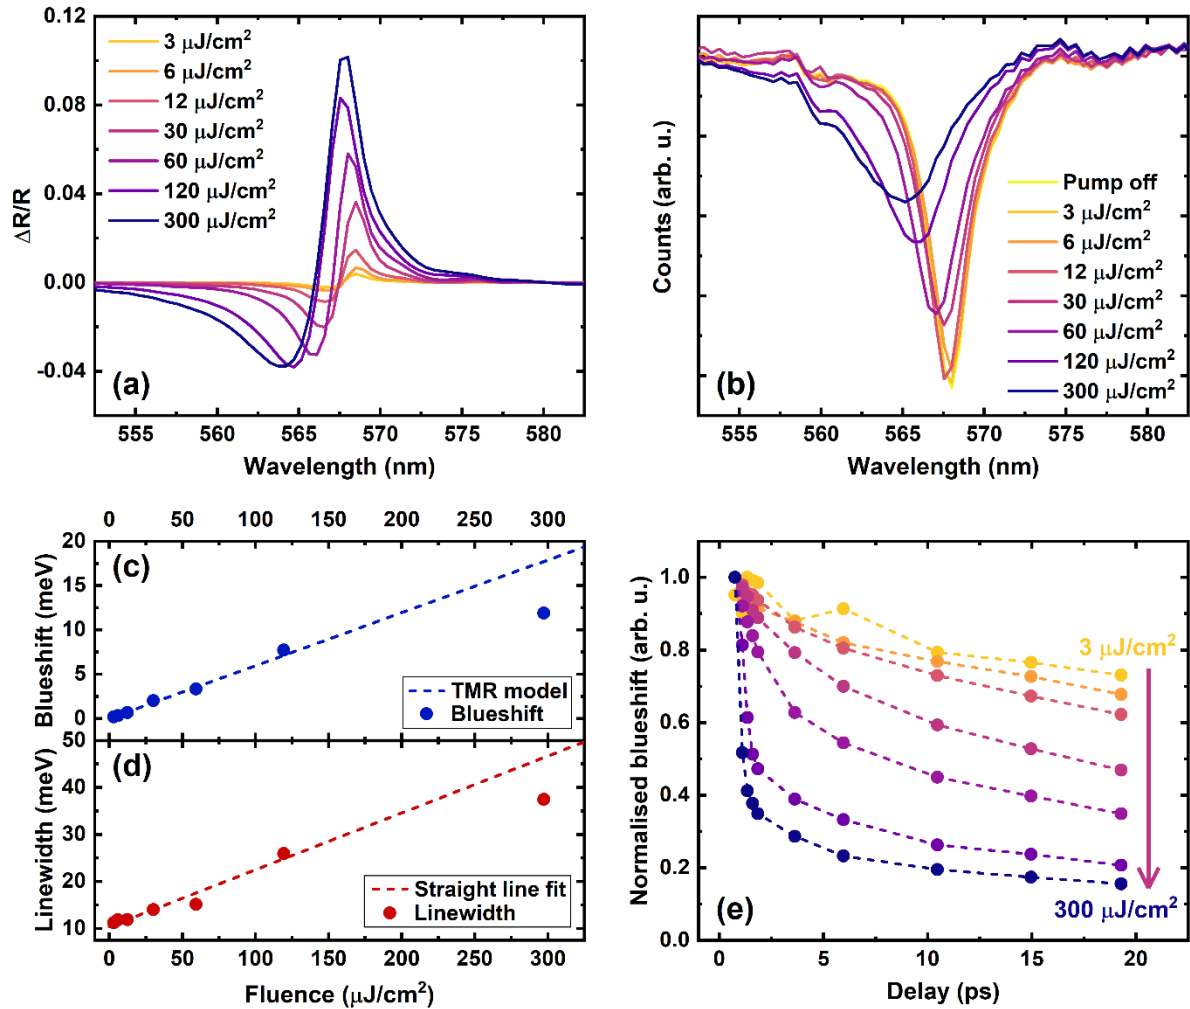 0.12
0.08
0.04
0.00
-0.04
ΔR/R
3 μJ/cm²
6 μJ/cm²
12 μJ/cm²
30 μJ/cm²
60 μJ/cm²
120 μJ/cm²
300 μJ/cm²
(a)
555 560 565 570 575 580
Wavelength (nm)
Counts (arb. u.)
Pump off
3 μJ/cm²
6 μJ/cm²
12 μJ/cm²
30 μJ/cm²
60 μJ/cm²
120 μJ/cm²
300 μJ/cm²
(b)
555 560 565 570 575 580
Wavelength (nm)
0 50 100 150 200 250 300
20
15
10
5
0
Blueshift (meV)
(c)
TMR model
Blueshift
50
40
30
20
10
Linewidth (meV)
(d)
Straight line fit
Linewidth
0 50 100 150 200 250 300
Fluence (μJ/cm²)
1.0
0.8
0.6
0.4
0.2
0.0
Normalised blueshift (arb. u.)
3 μJ/cm²
300 μJ/cm²
(e)
0 5 10 15 20
Delay (ps)